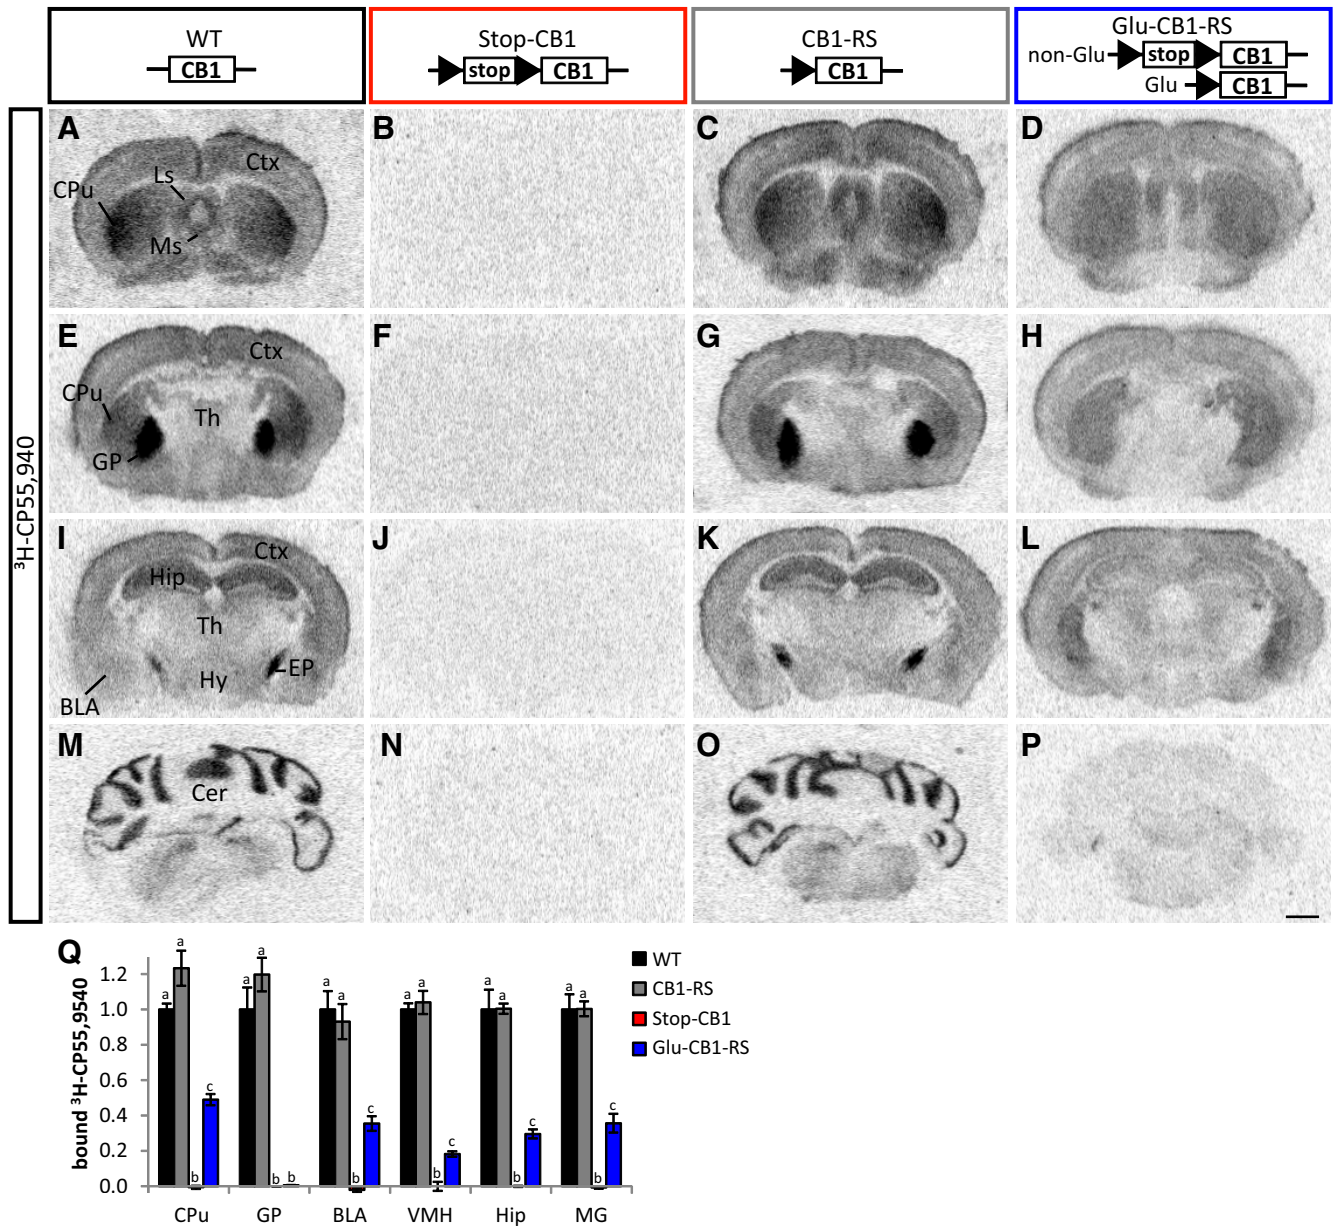 WT
CB1
Stop-CB1
stop CB1
CB1-RS
CB1
Glu-CB1-RS
non-Glu stop CB1
Glu CB1
³H-CP55,940
A
CPu
Ls
Ms
Ctx
B
C
D
E
CPu
GP
Th
Ctx
F
G
H
I
Hip
Ctx
Th
Hy
EP
BLA
J
K
L
M
Cer
N
O
P
Q
bound ³H-CP55,9540
1.2
1.0
0.8
0.6
0.4
0.2
0.0
a a b c
a a b b
a a b c
a a b c
a a b c
a a b c
CPu GP BLA VMH Hip MG
WT
CB1-RS
Stop-CB1
Glu-CB1-RS